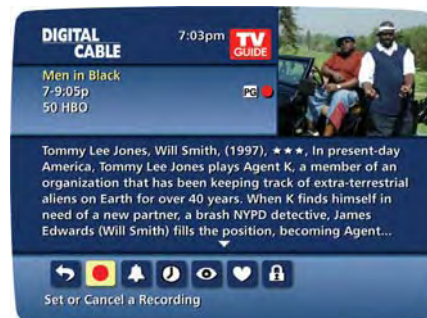 DIGITAL
CABLE
7:03pm
TV
GUIDE
Men in Black
7-9:05p
PG
50 HBO
Tommy Lee Jones, Will Smith, (1997), ★★★, In present-day
America, Tommy Lee Jones plays Agent K, a member of an
organization that has been keeping track of extra-terrestrial
aliens on Earth for over 40 years. When K finds himself in
need of a new partner, a brash NYPD detective, James
Edwards (Will Smith) fills the position, becoming Agent...
Set or Cancel a Recording